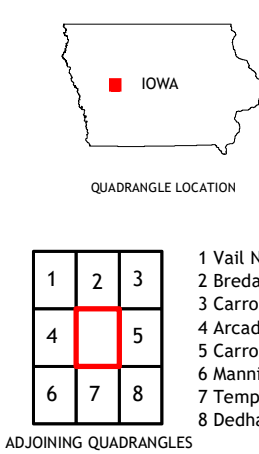 IOWA
QUADRANGLE LOCATION
1 2 3
4 5
6 7 8
1 Vail N
2 Breda
3 Carro
4 Arcad
5 Carro
6 Manni
7 Temp
8 Dedha
ADJOINING QUADRANGLES